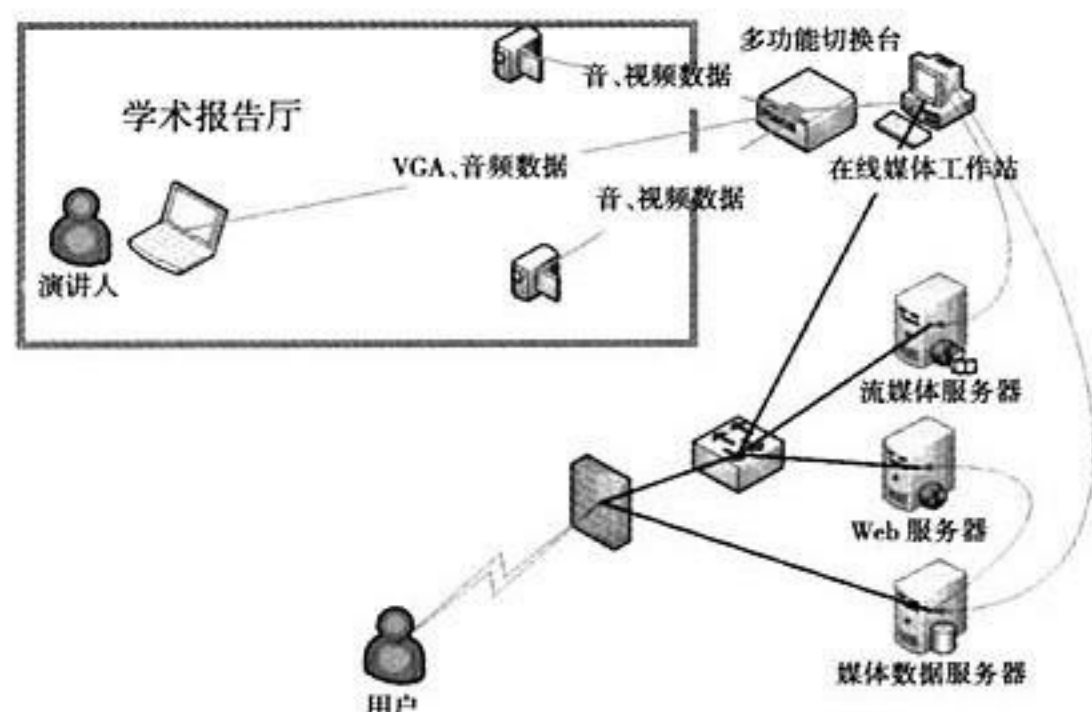 多功能切换台
音、视频数据
学术报告厅
VGA、音频数据
在线媒体工作站
音、视频数据
演讲人
流媒体服务器
Web 服务器
媒体数据服务器
用户